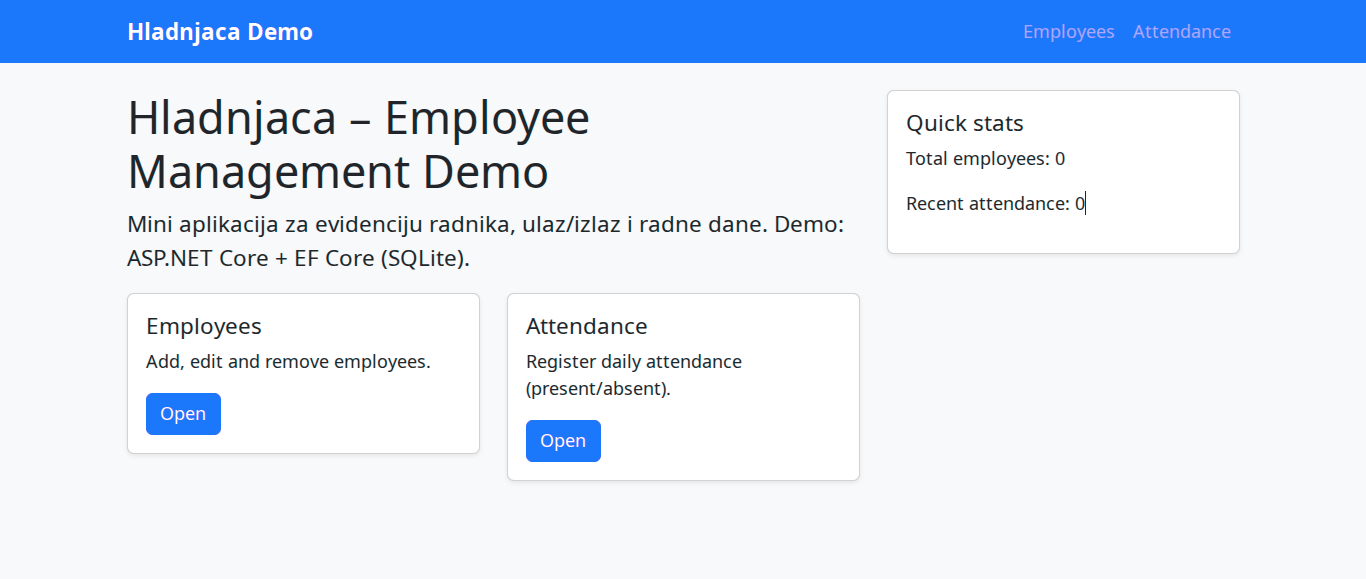 Hladnjaca Demo
Employees
Attendance
Hladnjaca – Employee
Management Demo
Mini aplikacija za evidenciju radnika, ulaz/izlaz i radne dane. Demo:
ASP.NET Core + EF Core (SQLite).
Employees
Add, edit and remove employees.
Open
Attendance
Register daily attendance
(present/absent).
Open
Quick stats
Total employees: 0
Recent attendance: 0